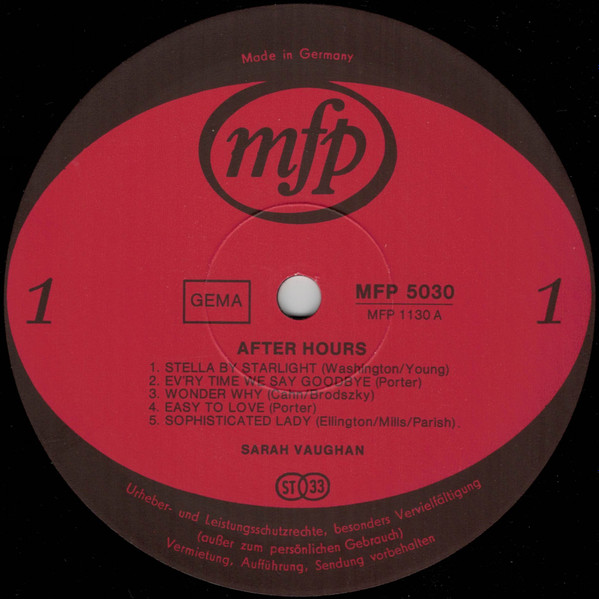 Made in Germany
mfp
1
1
GEMA
MFP 5030
MFP 1130 A
AFTER HOURS
1. STELLA BY STARLIGHT (Washington/Young)
2. EV'RY TIME WE SAY GOODBYE (Porter)
3. WONDER WHY (Cahn/Brodszky)
4. EASY TO LOVE (Porter)
5. SOPHISTICATED LADY (Ellington/Mills/Parish).
SARAH VAUGHAN
ST 33
Urheber- und Leistungsschutzrechte, besonders Vervielfältigung
(außer zum persönlichen Gebrauch)
Vermietung, Aufführung, Sendung vorbehalten